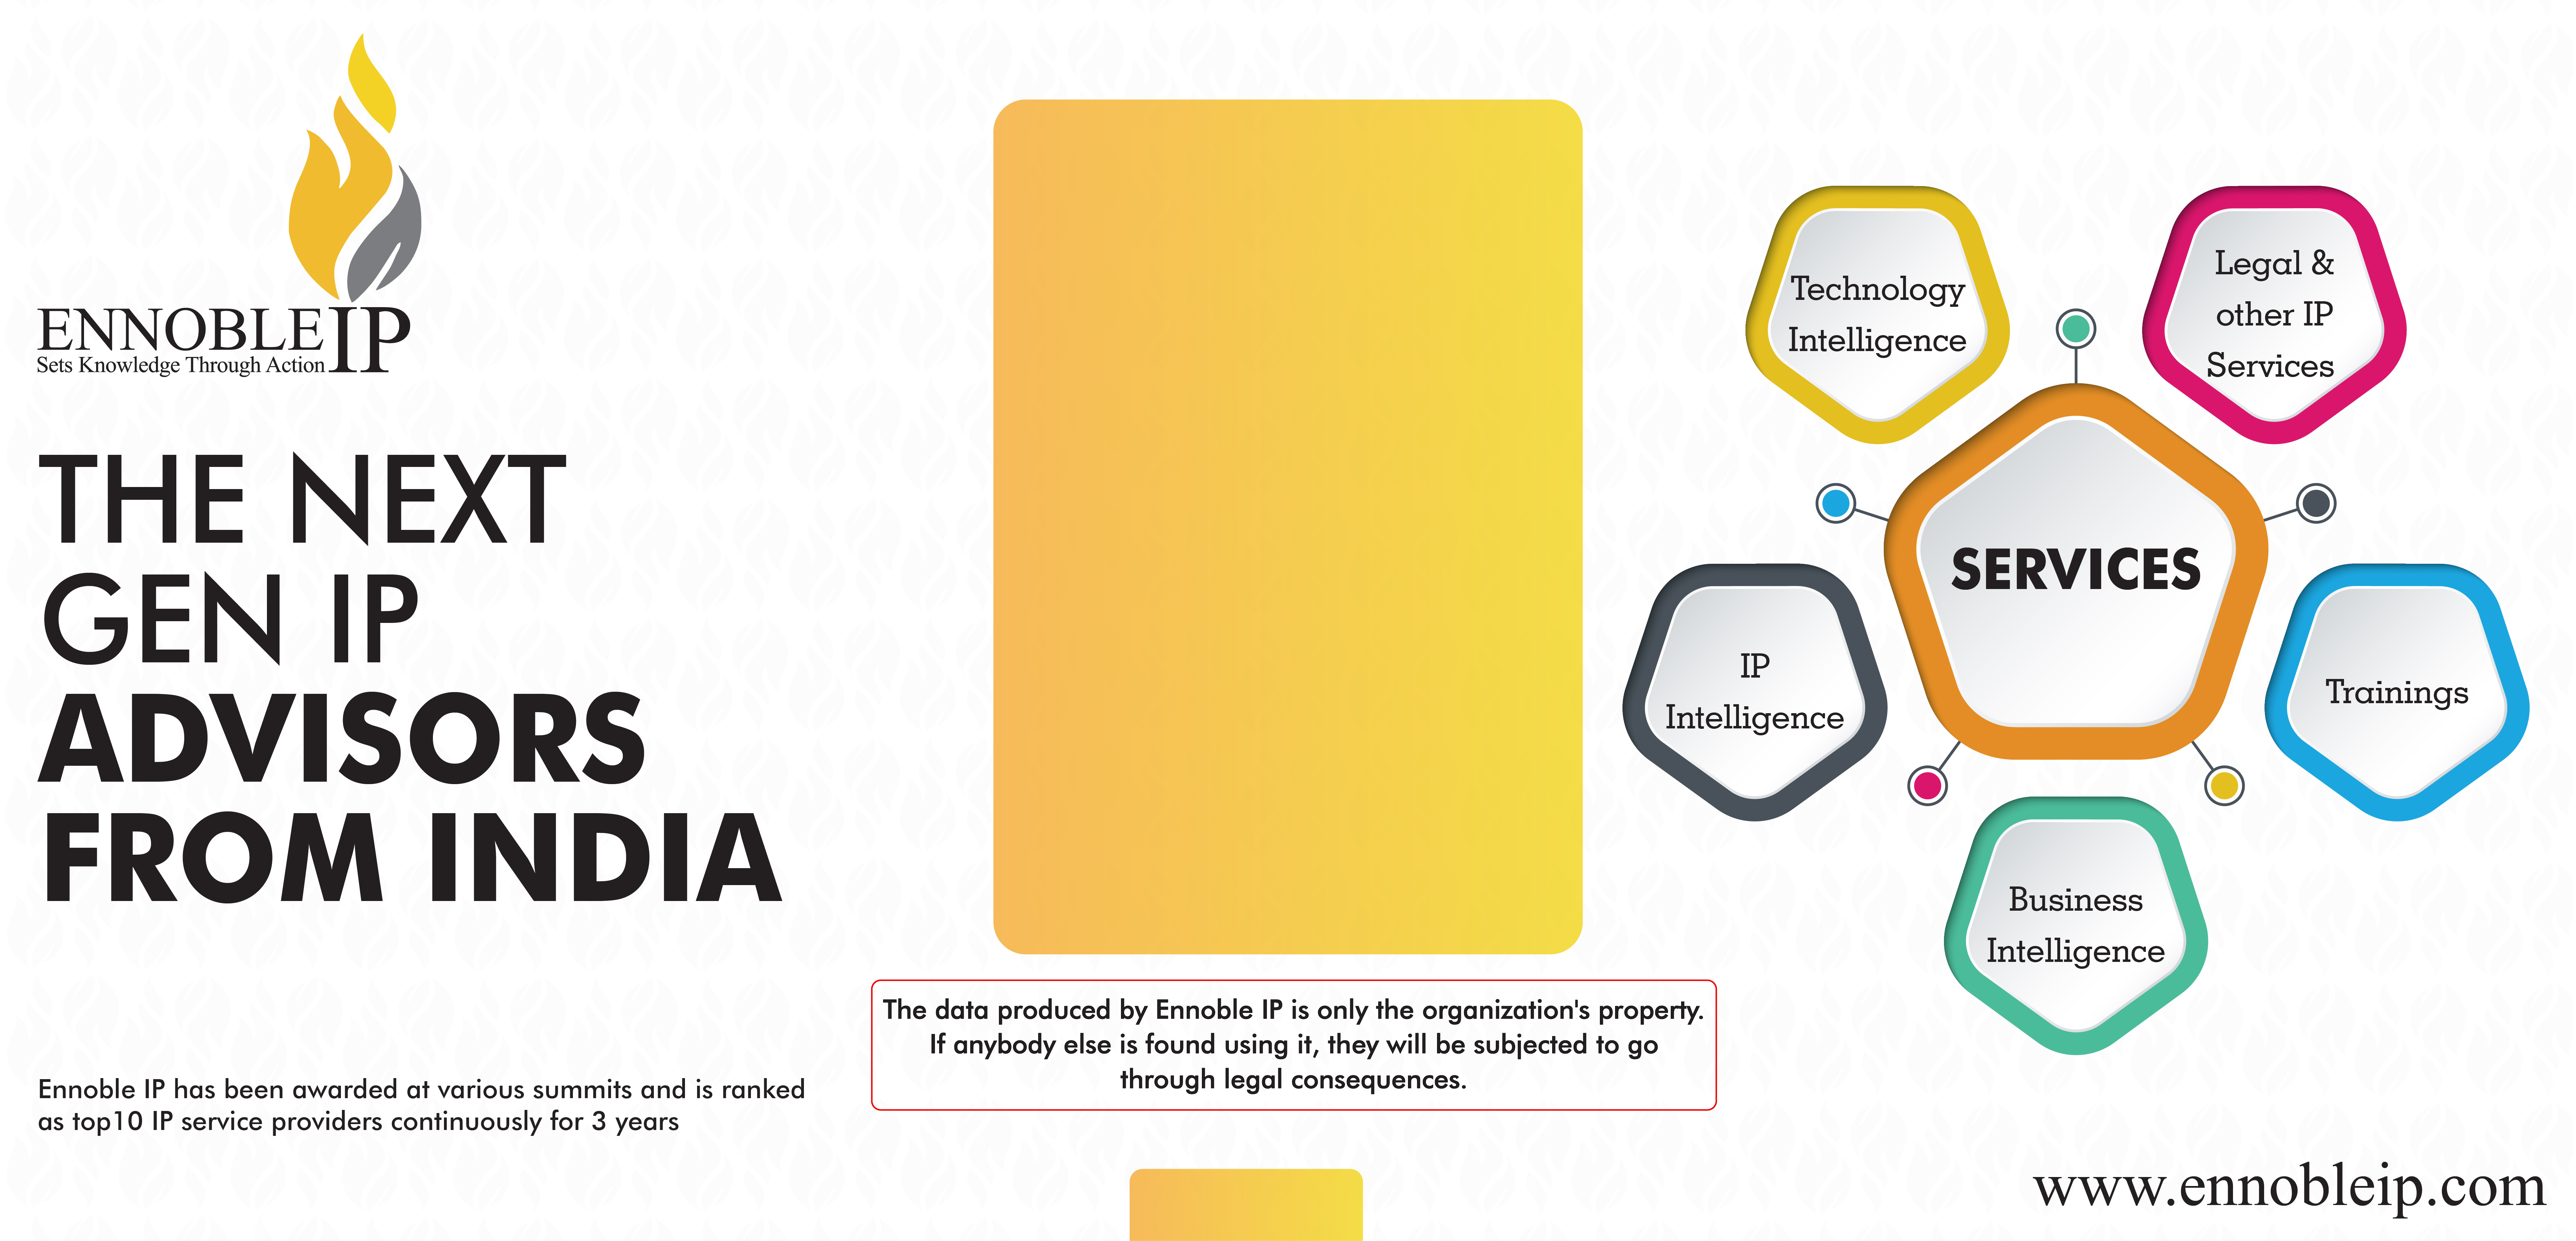 ENNOBLEIP
Sets Knowledge Through Action
THE NEXT
GEN IP
ADVISORS
FROM INDIA
Ennoble IP has been awarded at various summits and is ranked
as top10 IP service providers continuously for 3 years
The data produced by Ennoble IP is only the organization's property.
If anybody else is found using it, they will be subjected to go
through legal consequences.
Technology
Intelligence
Legal &
other IP
Services
SERVICES
IP
Intelligence
Trainings
Business
Intelligence
www.ennobleip.com